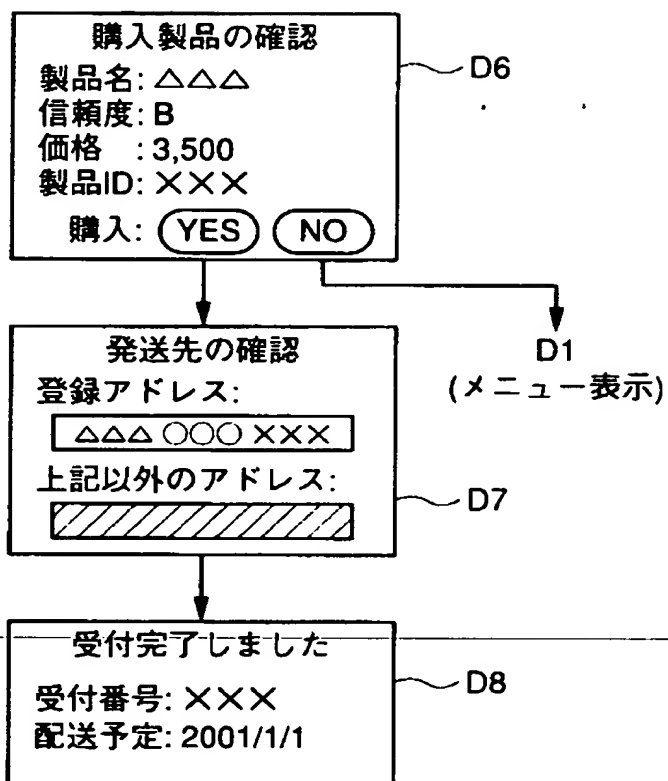 購入製品の確認
製品名: △△△
信頼度: B
価格 : 3,500
製品ID: ×××
購入: YES NO
D6
発送先の確認
登録アドレス:
△△△ ○○○ ×××
上記以外のアドレス:
D7
D1
(メニュー表示)
受付完了しました
受付番号: ×××
配送予定: 2001/1/1
D8